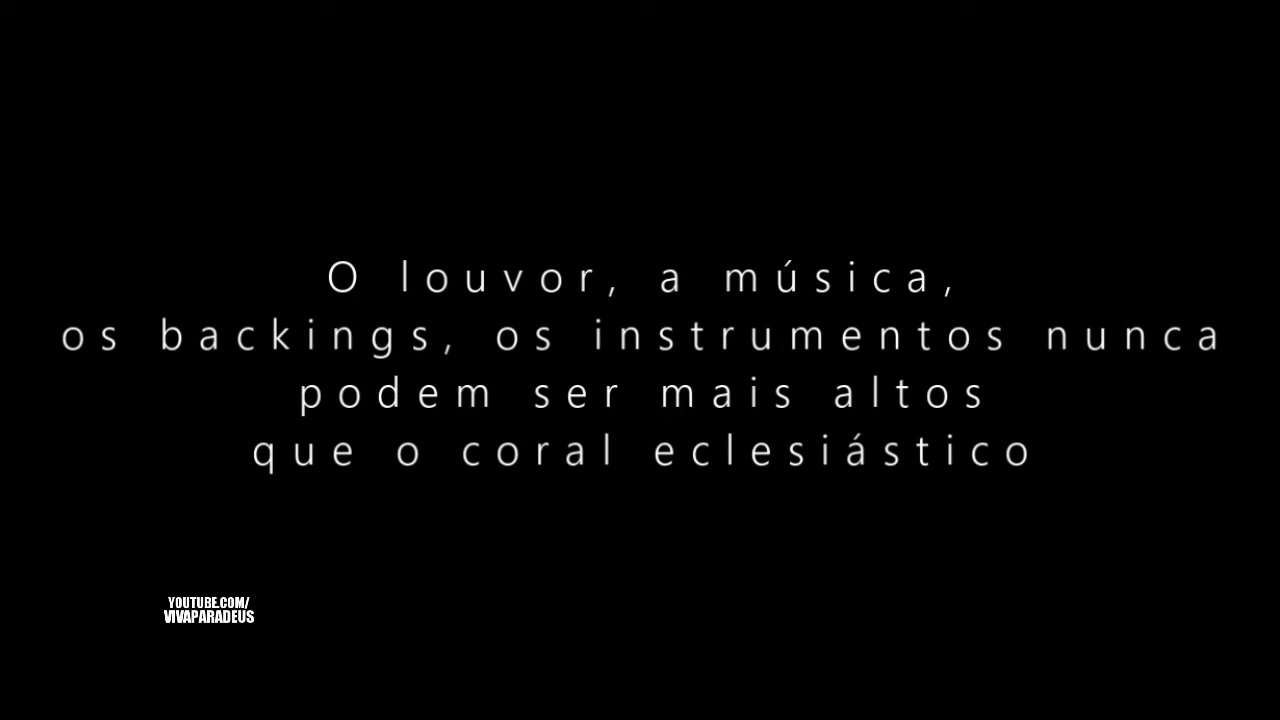 O louvor, a música,
os backings, os instrumentos nunca
podem ser mais altos
que o coral eclesiástico
YOUTUBE.COM/
VIVAPARADEUS